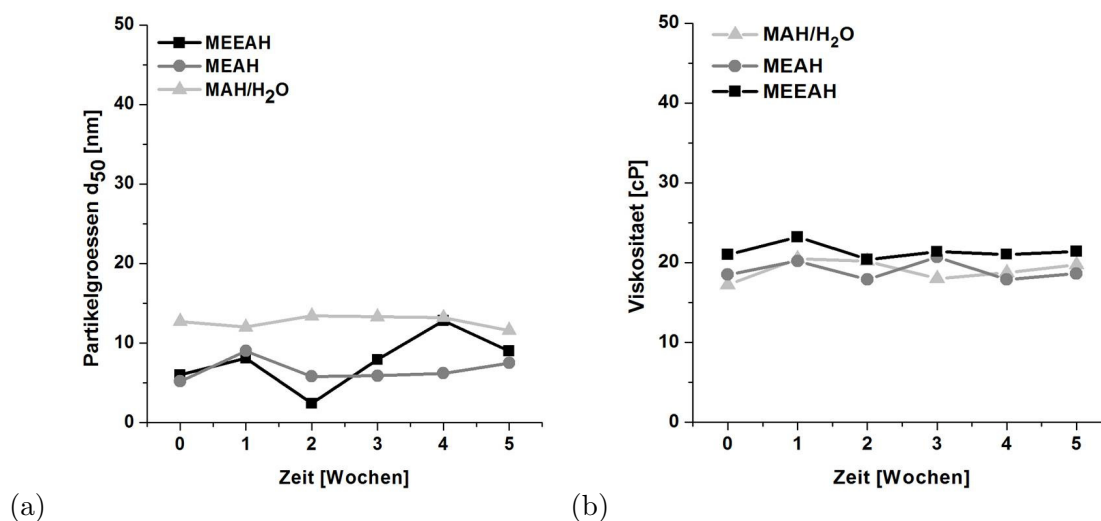 50
40
30
20
10
0
Partikelgroessen d50 [nm]
MEEAH
MEAH
MAH/H2O
0 1 2 3 4 5
Zeit [Wochen]
(a)
50
40
30
20
10
0
Viskositaet [cP]
MAH/H2O
MEAH
MEEAH
0 1 2 3 4 5
Zeit [Wochen]
(b)